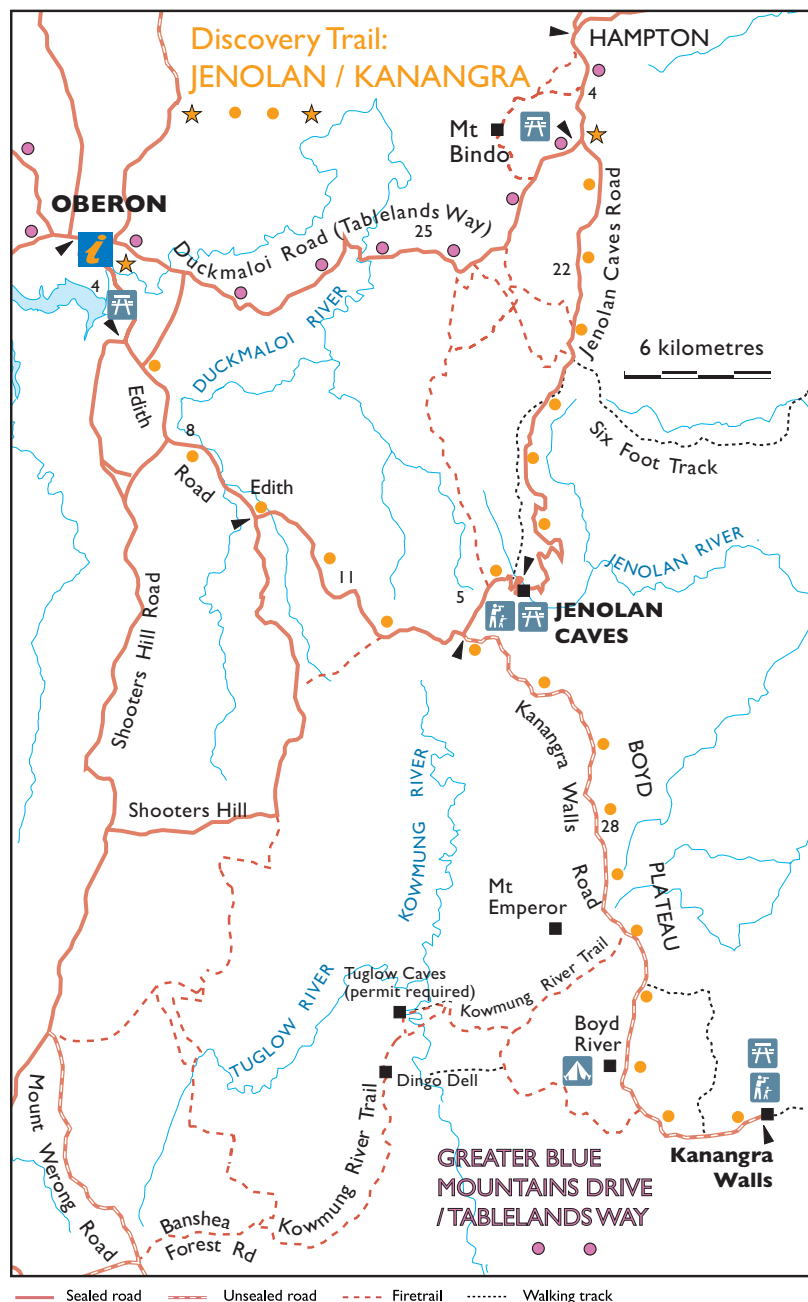 Discovery Trail:
JENOLAN / KANANGRA
HAMPTON
4
Mt
Bindo
OBERON
i
Duckmaloi Road (Tablelands Way)
25
Jenolan Caves Road
22
4
6 kilometres
DUCKMALOI RIVER
Edith
8
Road
Edith
Six Foot Track
11
5
JENOLAN RIVER
JENOLAN
CAVES
Shooters Hill Road
Kanangra Walls
Road
BOYD
PLATEAU
28
KOWMUNG RIVER
Shooters Hill
Mt
Emperor
Tuglow Caves
(permit required)
Kowmung River Trail
TUGLOW RIVER
Boyd
River
Dingo Dell
Mount Werong Road
Kowmung River Trail
Banshea
Forest Rd
Kanangra
Walls
GREATER BLUE
MOUNTAINS DRIVE
/ TABLELANDS WAY
Sealed road
Unsealed road
Firetrail
Walking track